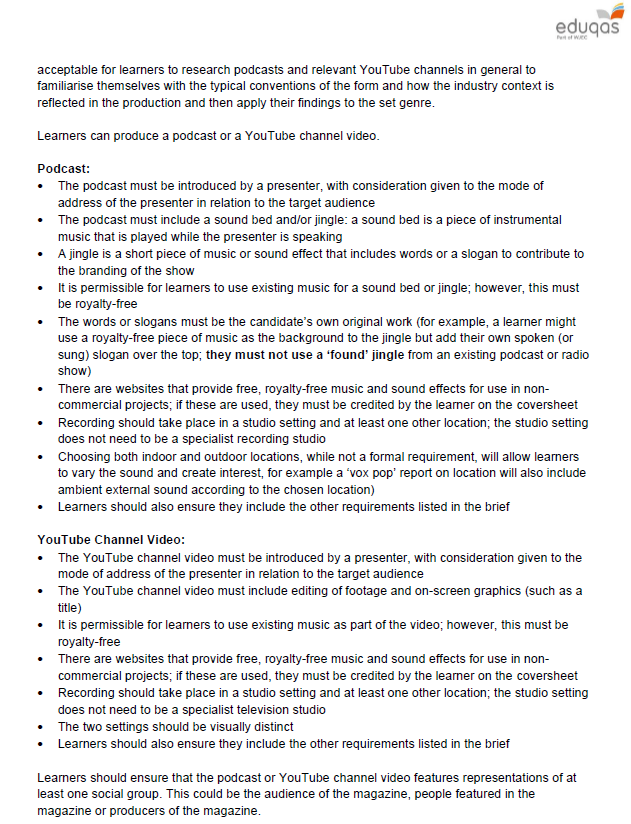 eduqas
Part of WJEC
acceptable for learners to research podcasts and relevant YouTube channels in general to
familiarise themselves with the typical conventions of the form and how the industry context is
reflected in the production and then apply their findings to the set genre.
Learners can produce a podcast or a YouTube channel video.
Podcast:
• The podcast must be introduced by a presenter, with consideration given to the mode of
address of the presenter in relation to the target audience
• The podcast must include a sound bed and/or jingle: a sound bed is a piece of instrumental
music that is played while the presenter is speaking
• A jingle is a short piece of music or sound effect that includes words or a slogan to contribute to
the branding of the show
• It is permissible for learners to use existing music for a sound bed or jingle; however, this must
be royalty-free
• The words or slogans must be the candidate's own original work (for example, a learner might
use a royalty-free piece of music as the background to the jingle but add their own spoken (or
sung) slogan over the top; they must not use a 'found' jingle from an existing podcast or radio
show)
• There are websites that provide free, royalty-free music and sound effects for use in non-
commercial projects; if these are used, they must be credited by the learner on the coversheet
• Recording should take place in a studio setting and at least one other location; the studio setting
does not need to be a specialist recording studio
• Choosing both indoor and outdoor locations, while not a formal requirement, will allow learners
to vary the sound and create interest, for example a 'vox pop' report on location will also include
ambient external sound according to the chosen location)
• Learners should also ensure they include the other requirements listed in the brief
YouTube Channel Video:
• The YouTube channel video must be introduced by a presenter, with consideration given to the
mode of address of the presenter in relation to the target audience
• The YouTube channel video must include editing of footage and on-screen graphics (such as a
title)
• It is permissible for learners to use existing music as part of the video; however, this must be
royalty-free
• There are websites that provide free, royalty-free music and sound effects for use in non-
commercial projects; if these are used, they must be credited by the learner on the coversheet
• Recording should take place in a studio setting and at least one other location; the studio setting
does not need to be a specialist television studio
• The two settings should be visually distinct
• Learners should also ensure they include the other requirements listed in the brief
Learners should ensure that the podcast or YouTube channel video features representations of at
least one social group. This could be the audience of the magazine, people featured in the
magazine or producers of the magazine.